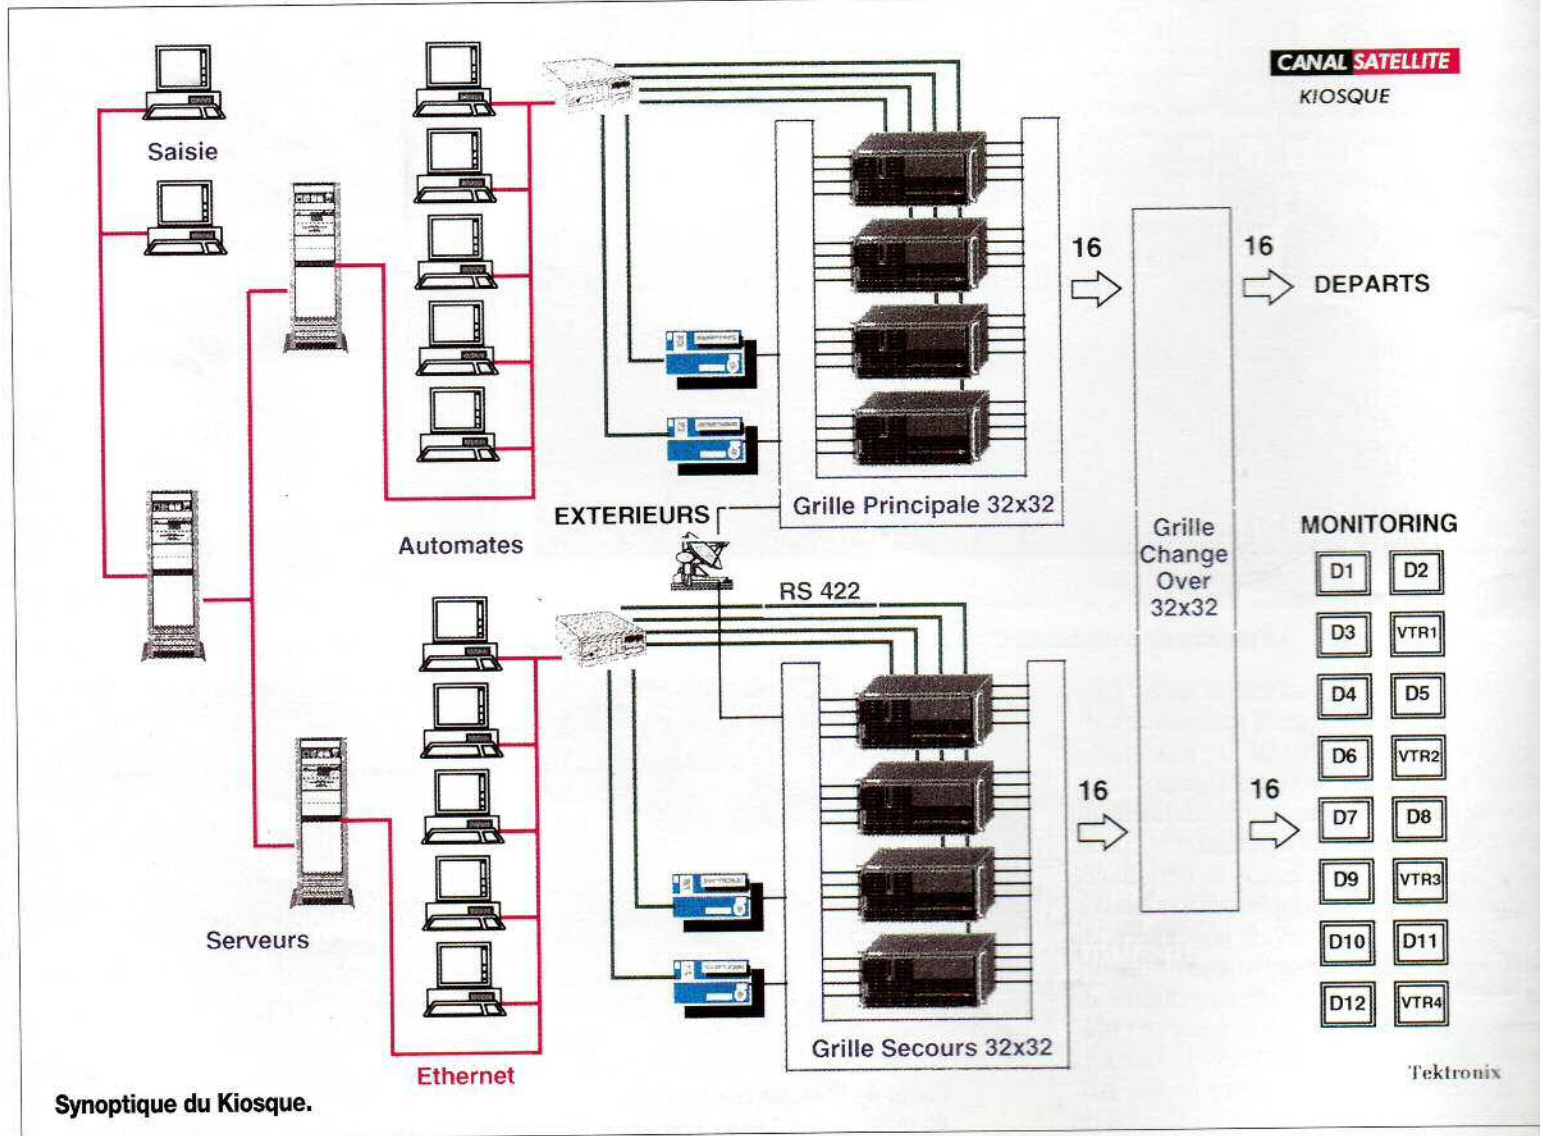 CANAL SATELLITE
KIOSQUE
Saisie
16
16
DEPARTS
Grille Principale 32x32
EXTERIEURS
Automates
Grille
Change
Over
32x32
MONITORING
D1 D2
RS 422
D3 VTR1
D4 D5
D6 VTR2
16
16
D7 D8
D9 VTR3
Serveurs
D10 D11
D12 VTR4
Grille Secours 32x32
Ethernet
Tektronix
Synoptique du Kiosque.